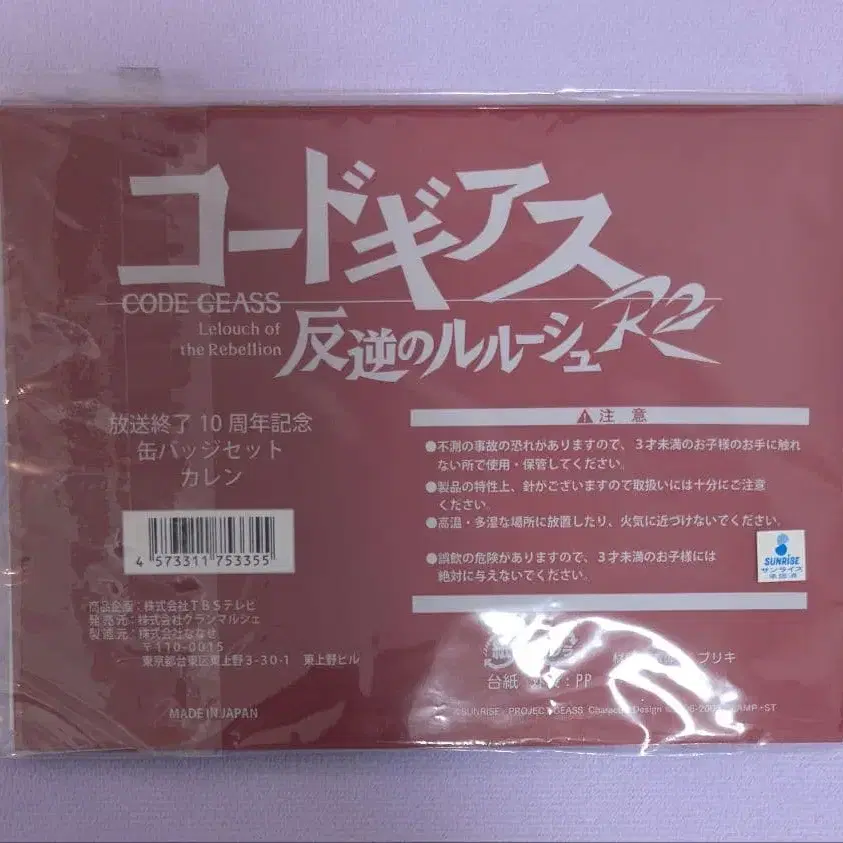 コードギアス
CODE GEASS
Lelouch of
the Rebellion
反逆のルルーシュ R2
放送終了 10 周年記念
缶バッジセット
カレン
4 573311 753355
商品企画：株式会社TBSテレビ
発売元：株式会社グランマルシェ
製造元：株式会社ななせ
〒110-0015
東京都台東区東上野3-30-1 東上野ビル
MADE IN JAPAN
注 意
●不測の事故の恐れがありますので、３才未満のお子様のお手に触れ
ない所で使用・保管してください。
●製品の特性上、針がございますので取扱いには十分にご注意
ください。
●高温・多湿な場所に放置したり、火気に近づけないでください。
●誤飲の危険がありますので、３才未満のお子様には
絶対に与えないでください。
SUNRISE
サンライズ
承認済
ブリキ
台紙 : PP
©SUNRISE／PROJECT GEASS Character Design ・ST